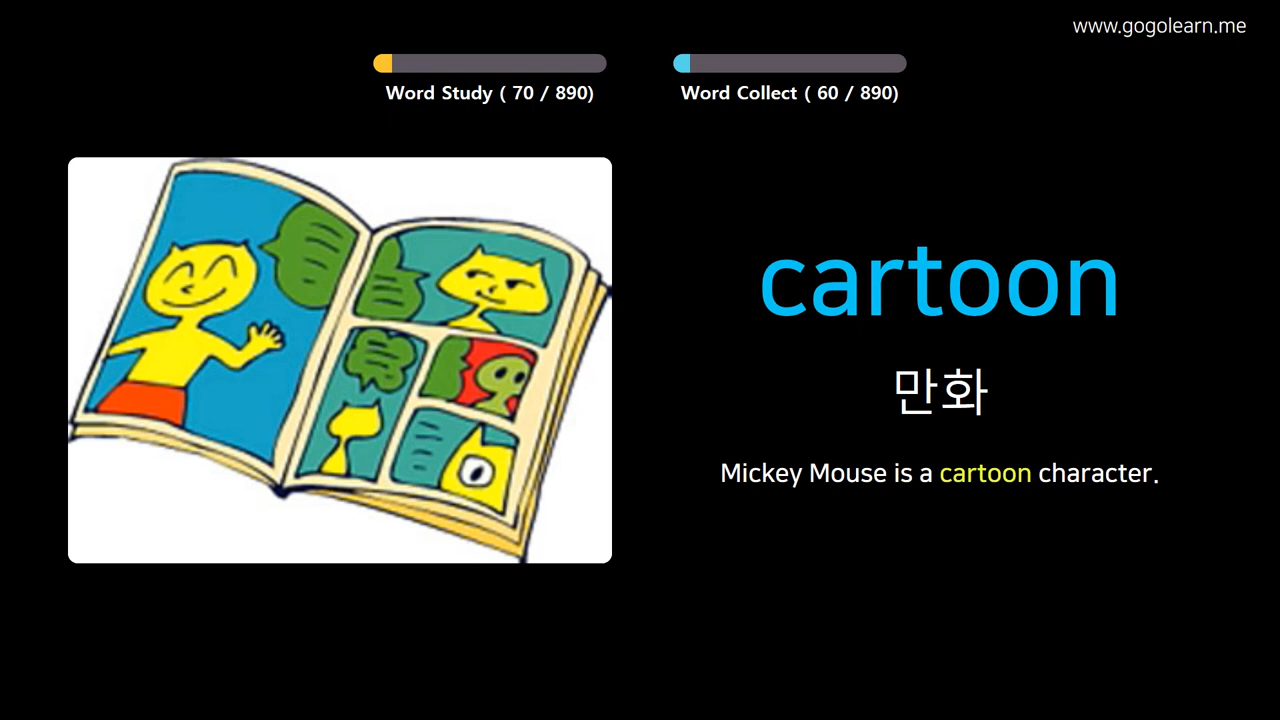 www.gogolearn.me
Word Study ( 70 / 890)
Word Collect ( 60 / 890)
cartoon
만화
Mickey Mouse is a cartoon character.